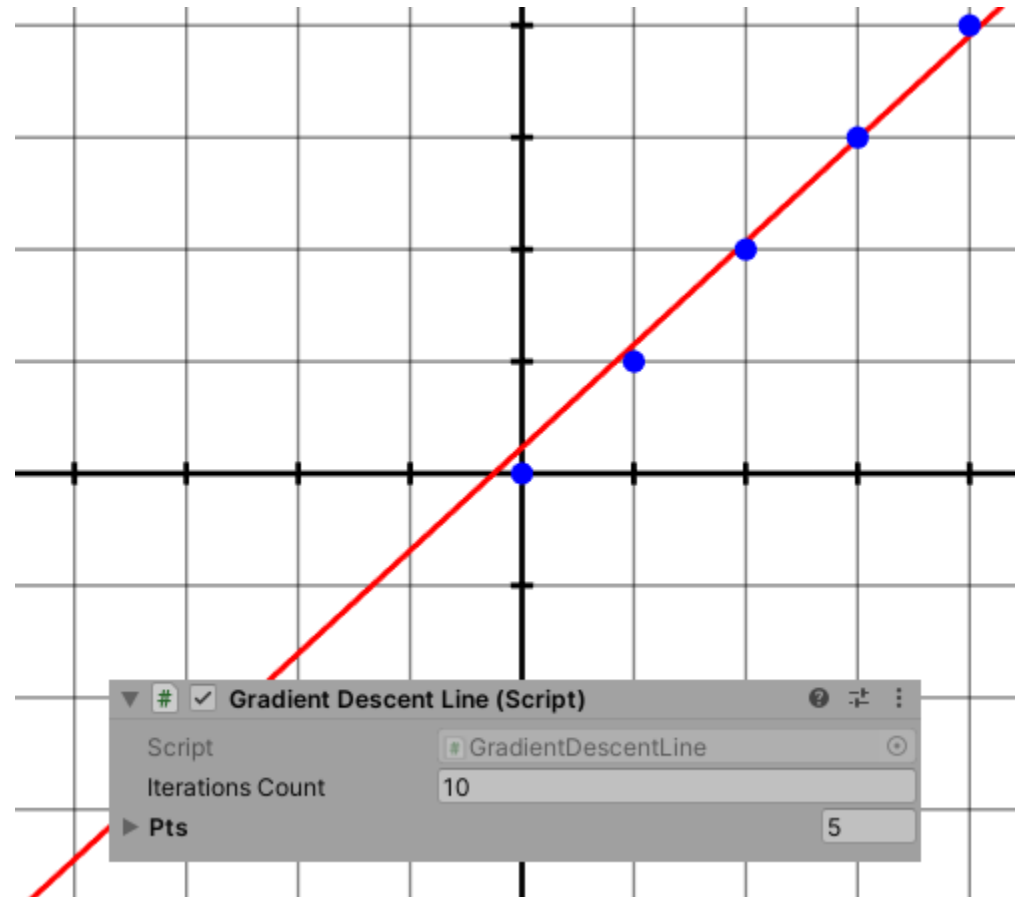 # Gradient Descent Line (Script)
Script # GradientDescentLine
Iterations Count 10
Pts 5